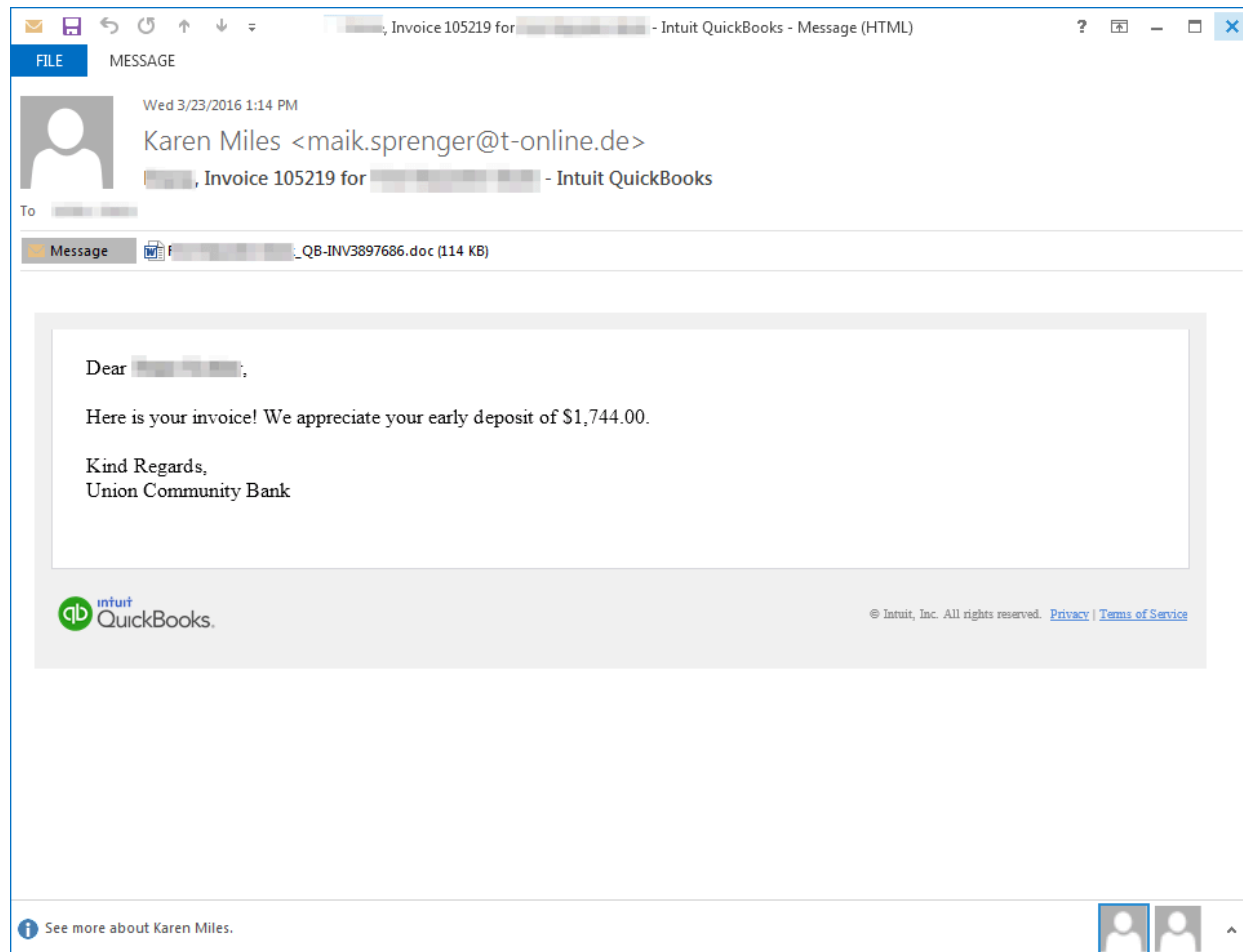 , Invoice 105219 for - Intuit QuickBooks - Message (HTML) ?
FILE MESSAGE
Wed 3/23/2016 1:14 PM
Karen Miles <maik.sprenger@t-online.de>
, Invoice 105219 for - Intuit QuickBooks
To
Message _QB-INV3897686.doc (114 KB)
Dear ,
Here is your invoice! We appreciate your early deposit of $1,744.00.
Kind Regards,
Union Community Bank
qb intuit QuickBooks.
© Intuit, Inc. All rights reserved. Privacy | Terms of Service
See more about Karen Miles.